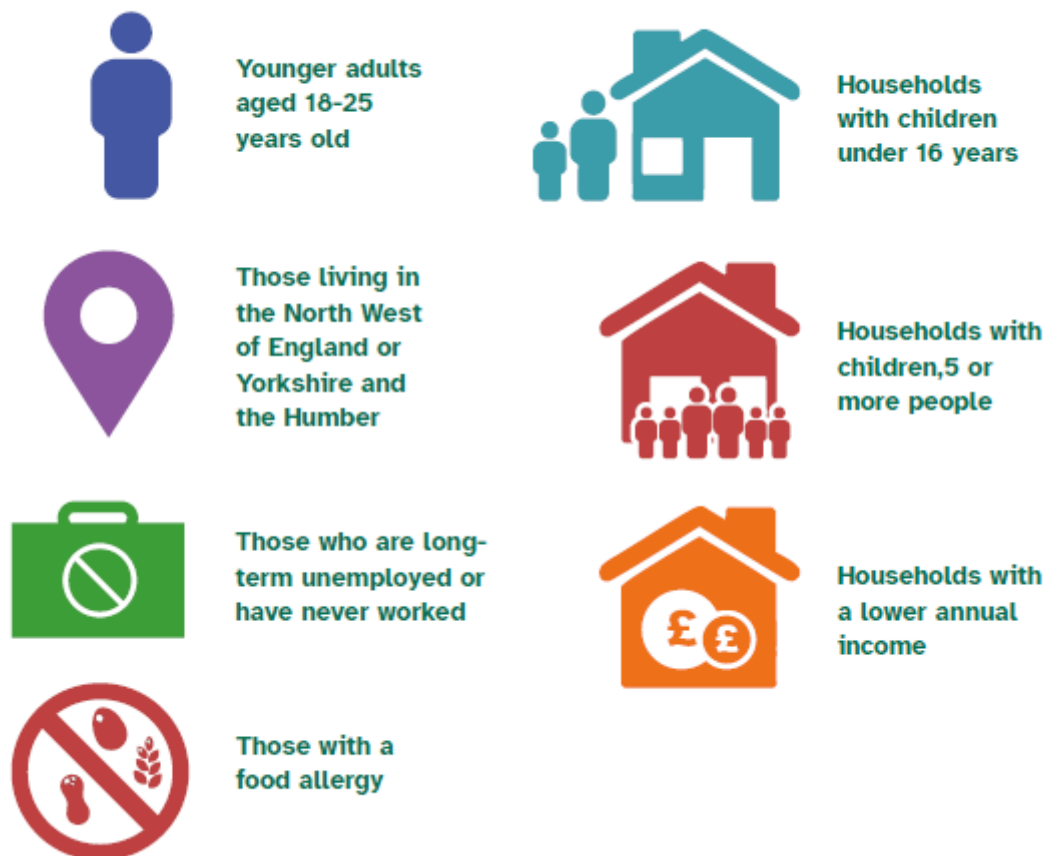 Younger adults
aged 18-25
years old
Households
with children
under 16 years
Those living in
the North West
of England or
Yorkshire and
the Humber
Households with
children,5 or
more people
Those who are long-
term unemployed or
have never worked
Households with
a lower annual
income
£
£
Those with a
food allergy